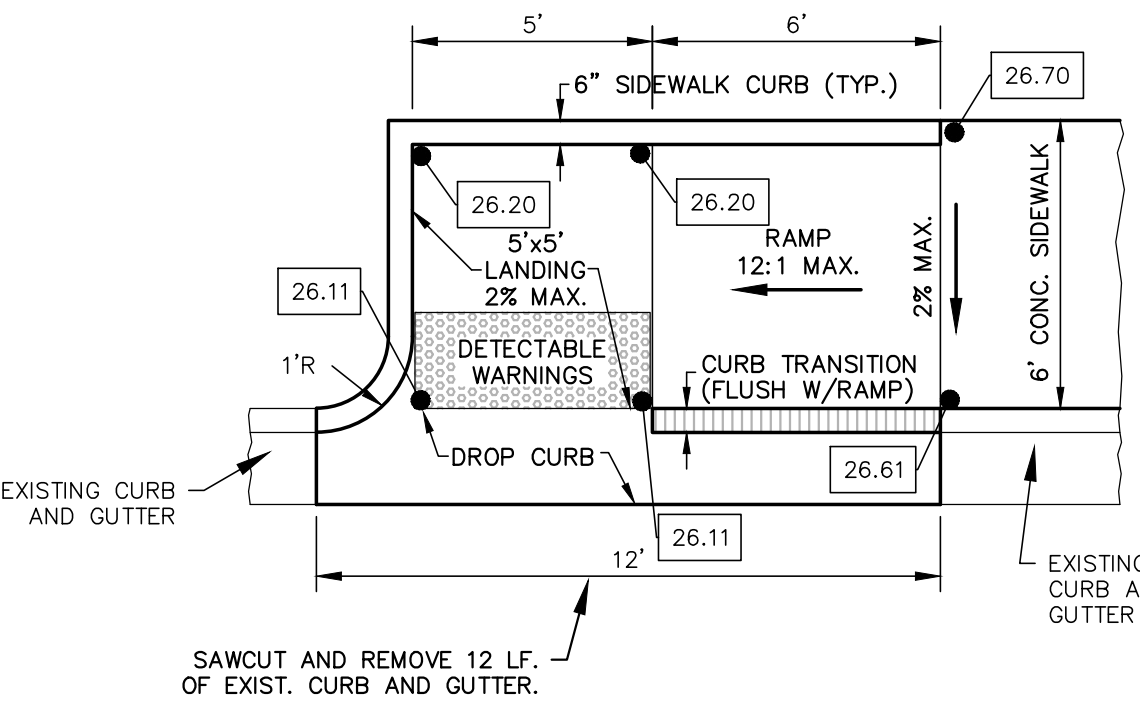 5'
6'
6" SIDEWALK CURB (TYP.)
26.70
26.20
26.20
5'x5'
LANDING
2% MAX.
RAMP
12:1 MAX.
2% MAX.
6' CONC. SIDEWALK
26.11
DETECTABLE
WARNINGS
1'R
CURB TRANSITION
(FLUSH W/RAMP)
DROP CURB
26.61
EXISTING CURB
AND GUTTER
26.11
12'
EXISTING
CURB A
GUTTER
SAWCUT AND REMOVE 12 LF.
OF EXIST. CURB AND GUTTER.